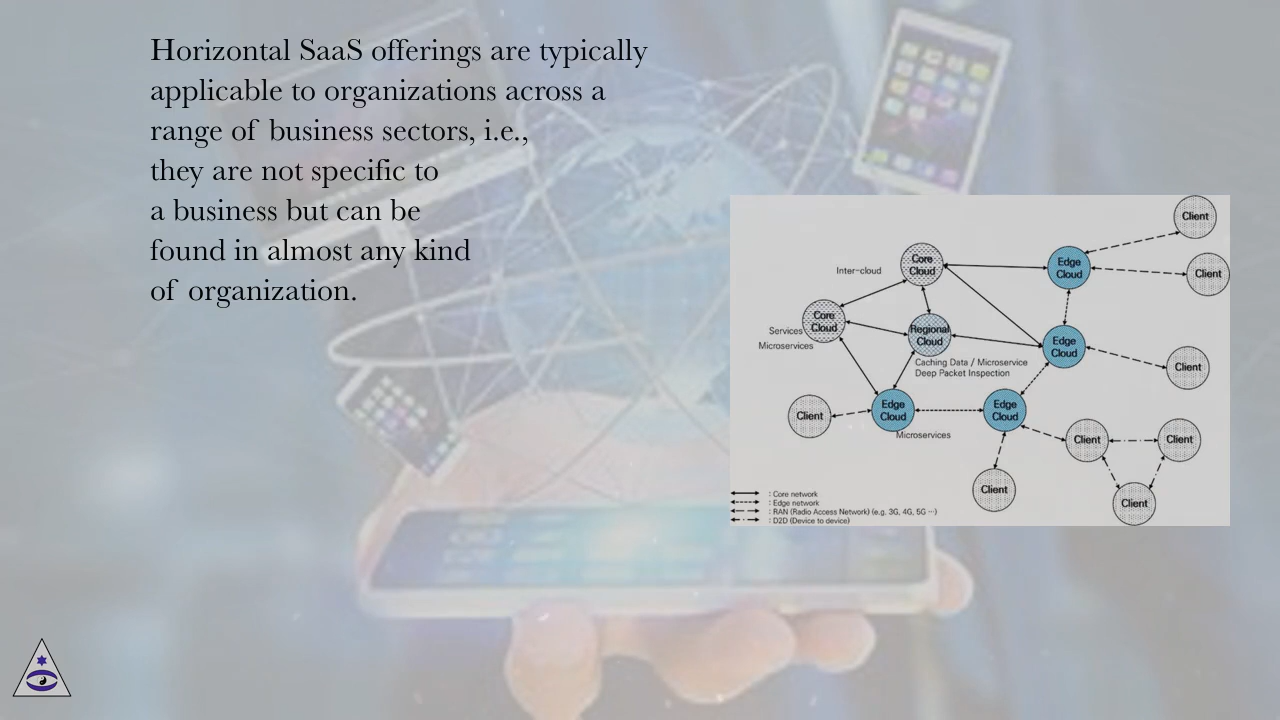 Horizontal SaaS offerings are typically
applicable to organizations across a
range of business sectors, i.e.,
they are not specific to
a business but can be
found in almost any kind
of organization.
Client
Core
Cloud
Edge
Cloud
Inter-cloud
Client
Core
Cloud
Services
Microservices
Regional
Cloud
Edge
Cloud
Caching Data / Microservice
Deep Packet Inspection
Client
Client
Edge
Cloud
Edge
Cloud
Microservices
Client
Client
Client
Client
: Core network
: Edge network
: RAN (Radio Access Network) (e.g. 3G, 4G, 5G ···)
: D2D (Device to device)